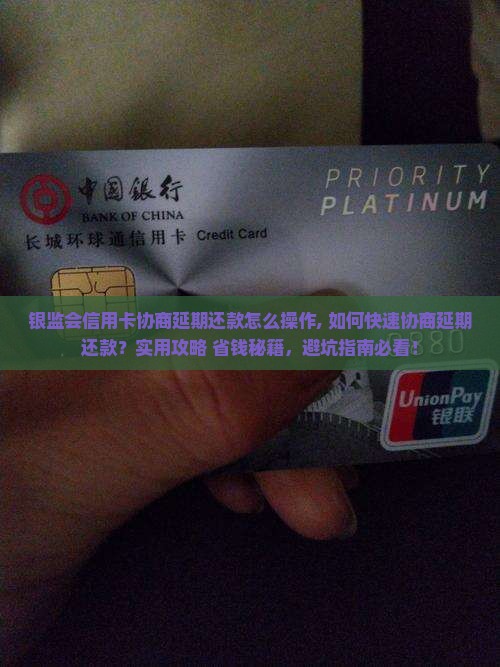 中国银行
BANK OF CHINA
长城环球通信用卡 Credit Card
PRIORITY
PLATINUM
银监会信用卡协商延期还款怎么操作, 如何快速协商延期
还款？实用攻略 省钱秘籍，避坑指南必看！
880
UnionPay
银联